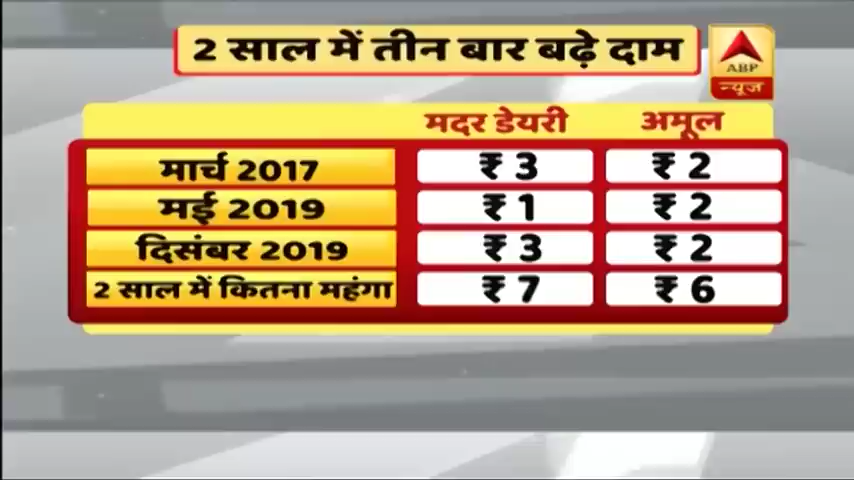 2 साल में तीन बार बढ़े दाम
ABP
न्यूज़
मदर डेयरी अमूल
मार्च 2017 ₹ 3 ₹ 2
मई 2019 ₹ 1 ₹ 2
दिसंबर 2019 ₹ 3 ₹ 2
2 साल में कितना महंगा ₹ 7 ₹ 6